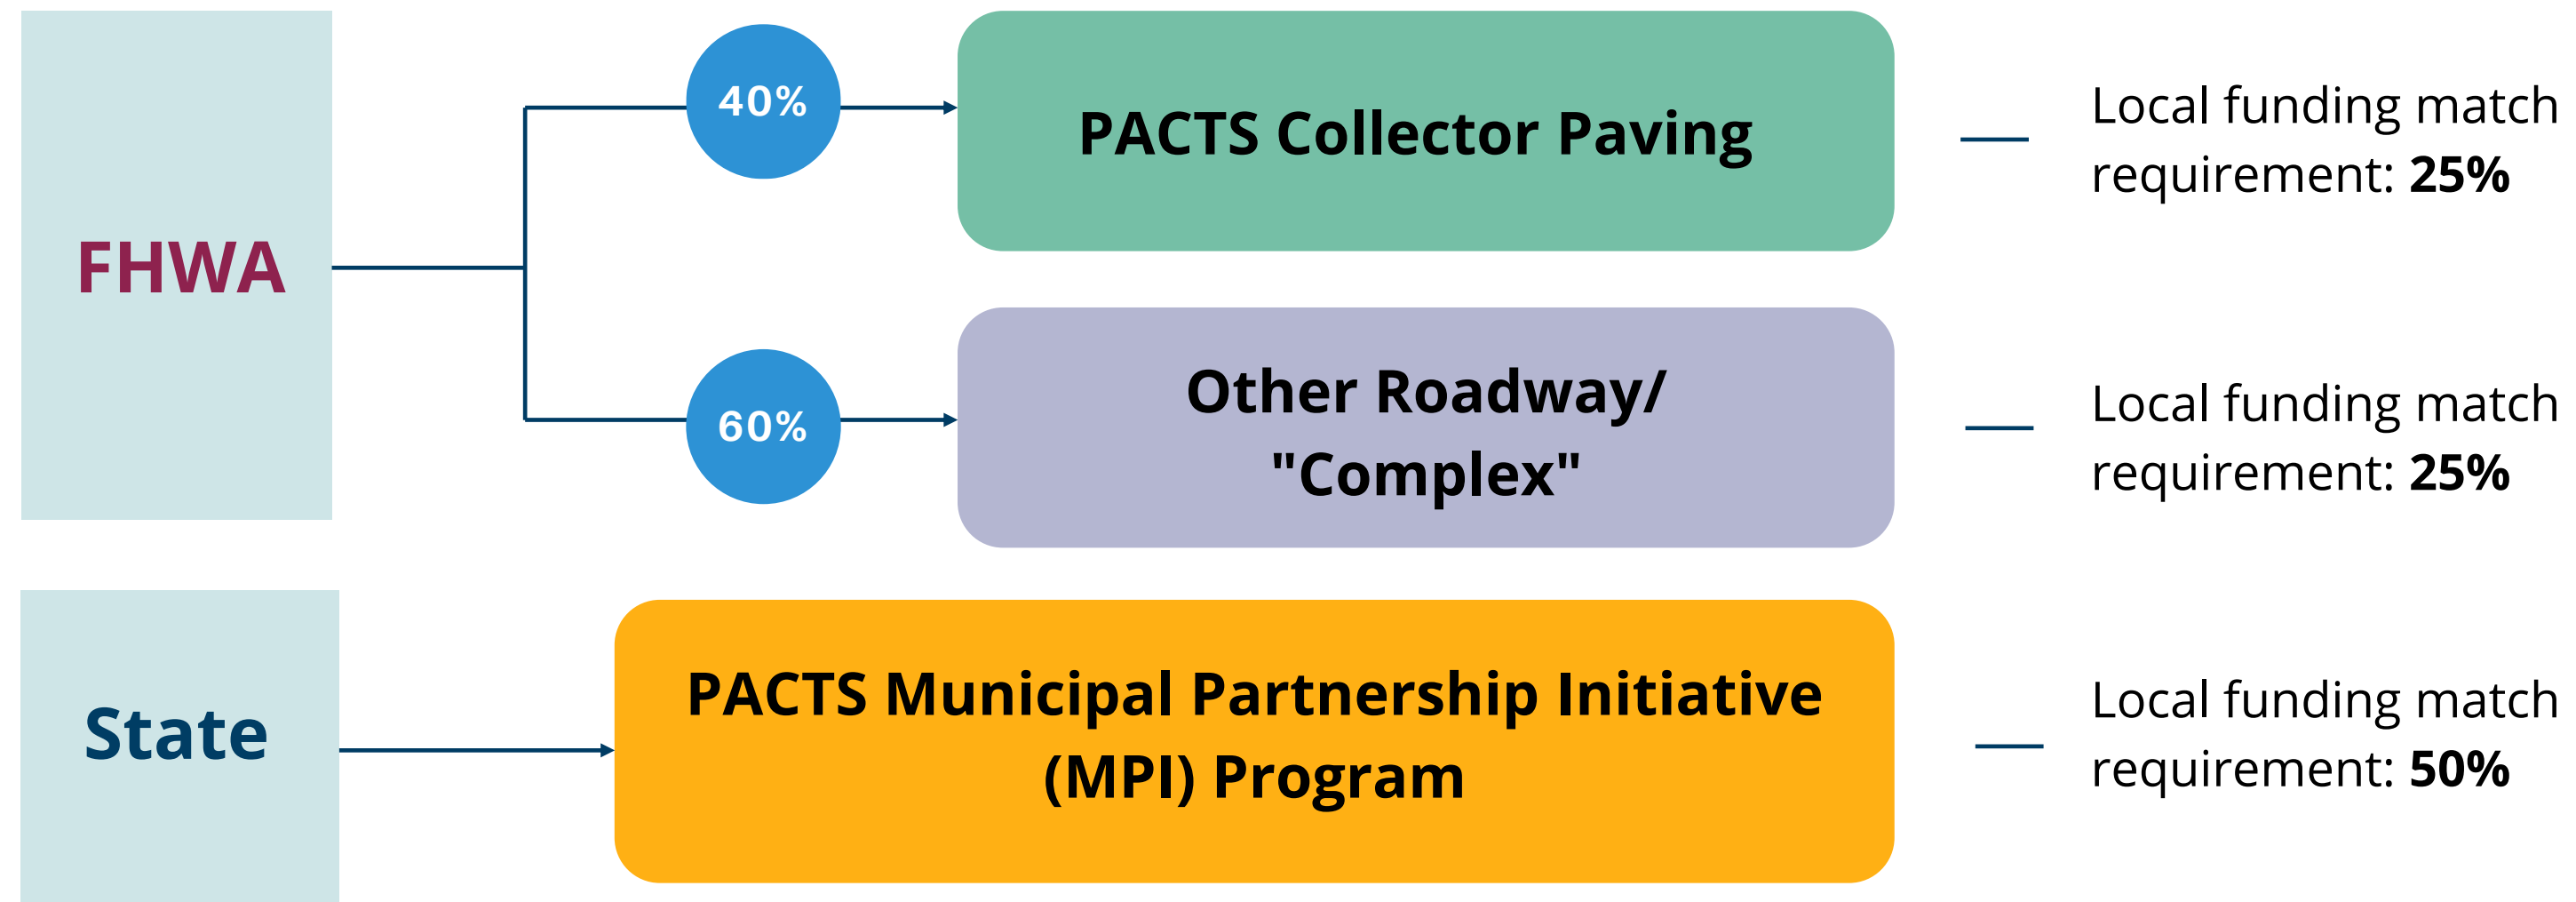 FHWA
40%
PACTS Collector Paving
Local funding match
requirement: 25%
60%
Other Roadway/
"Complex"
Local funding match
requirement: 25%
State
PACTS Municipal Partnership Initiative
(MPI) Program
Local funding match
requirement: 50%